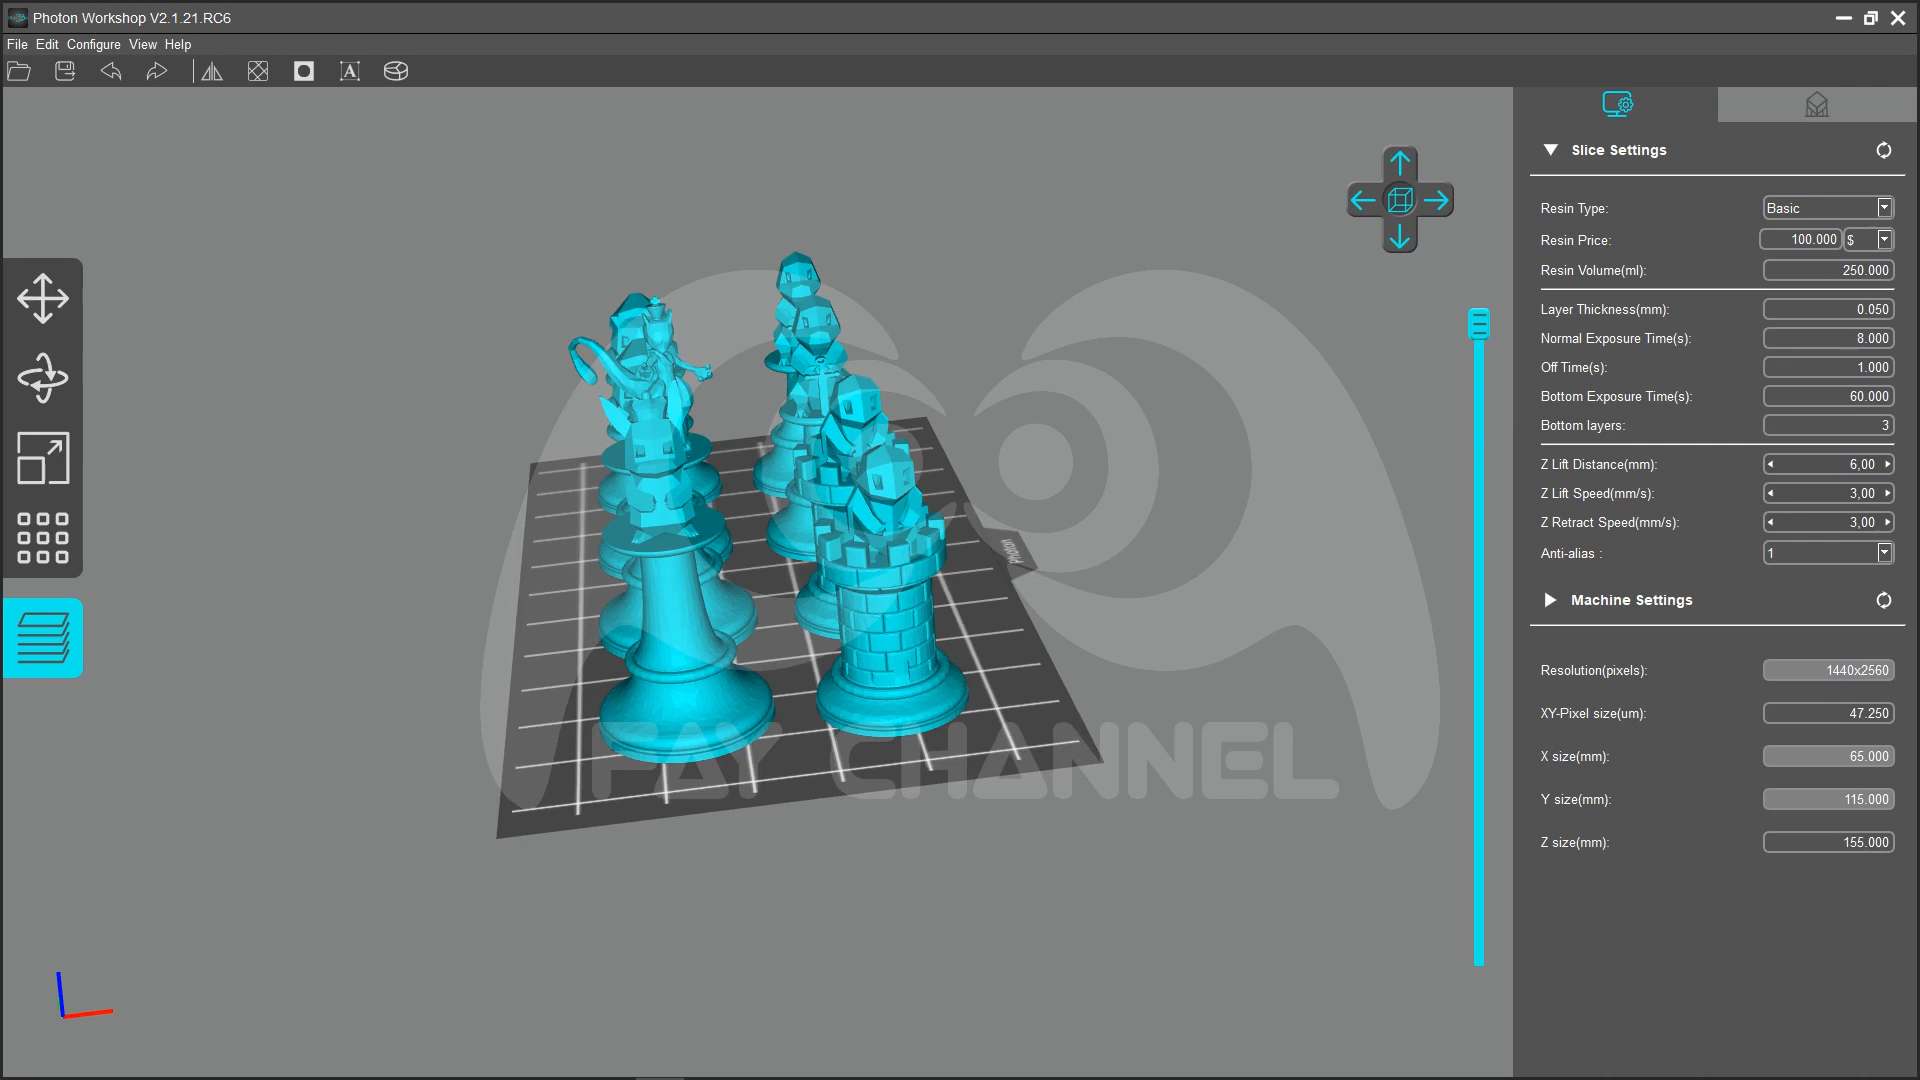 Photon Workshop V2.1.21.RC6
File Edit Configure View Help
A
Slice Settings
Resin Type: Basic
Resin Price: 100.000 $
Resin Volume(ml): 250.000
Layer Thickness(mm): 0.050
Normal Exposure Time(s): 8.000
Off Time(s): 1.000
Bottom Exposure Time(s): 60.000
Bottom layers: 3
Z Lift Distance(mm): 6,00
Z Lift Speed(mm/s): 3,00
Z Retract Speed(mm/s): 3,00
Anti-alias : 1
Machine Settings
Resolution(pixels): 1440x2560
XY-Pixel size(um): 47.250
X size(mm): 65.000
Y size(mm): 115.000
Z size(mm): 155.000
Photon
PAY CHANNEL